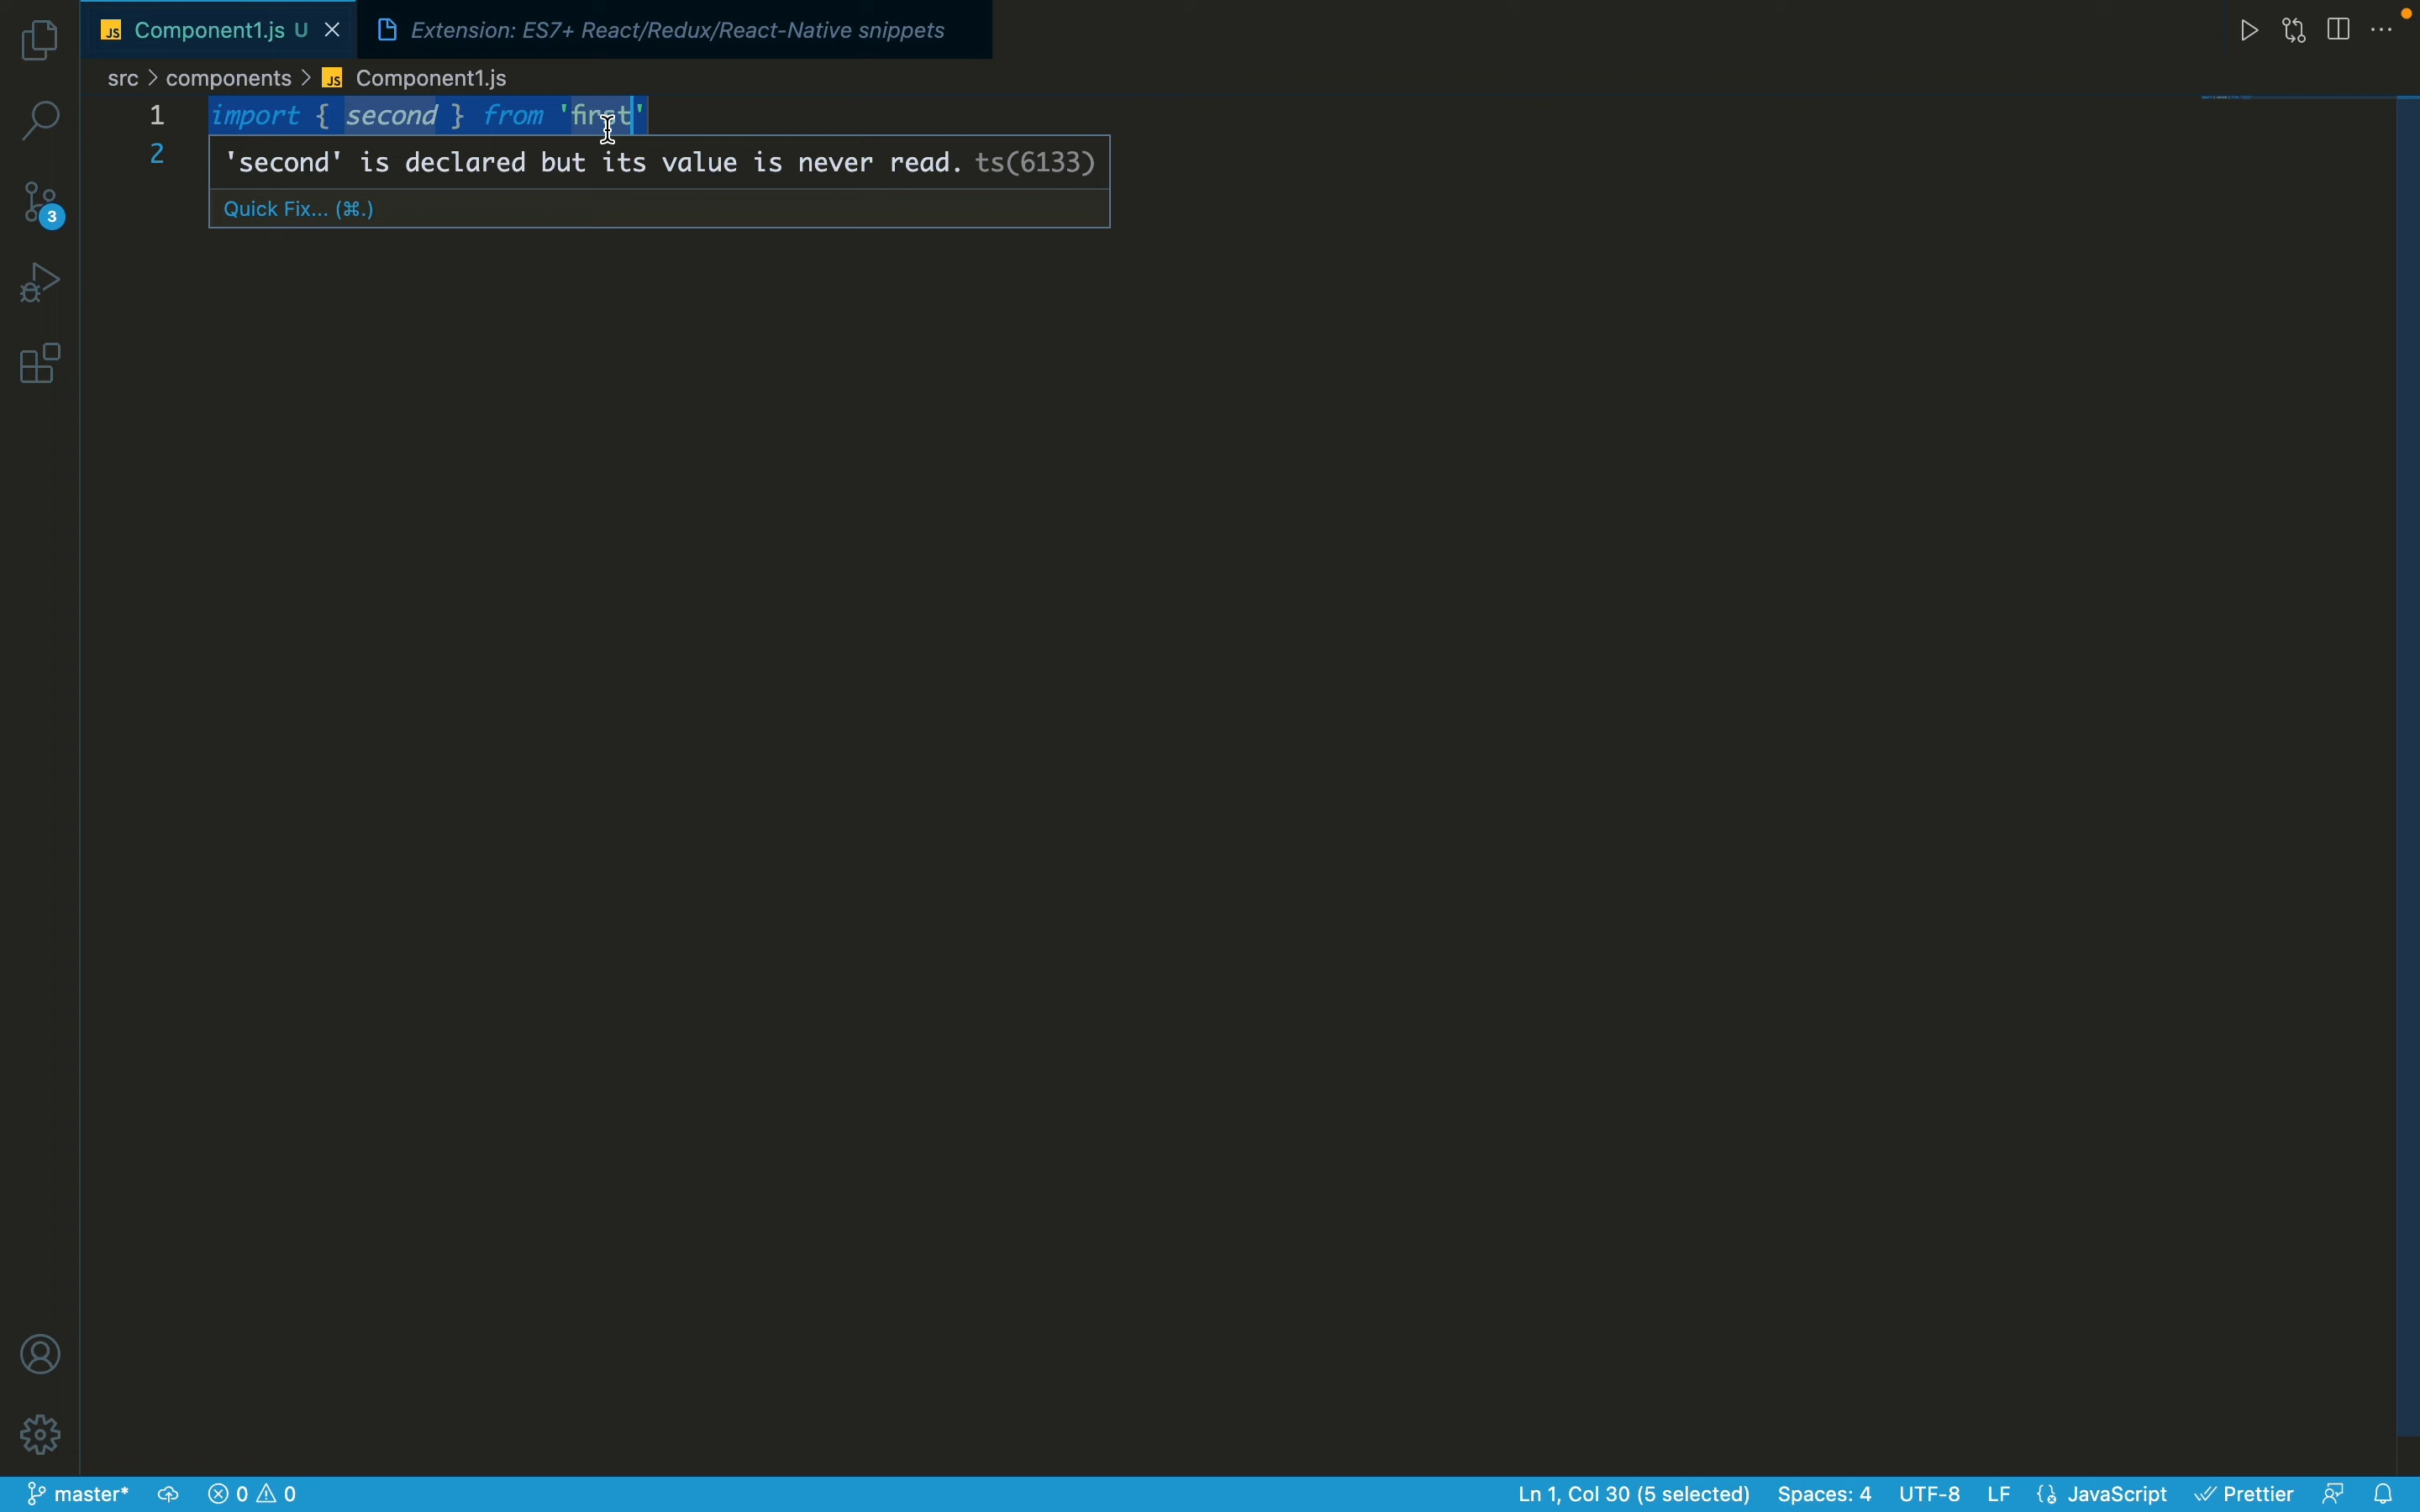 Component1.js U
Extension: ES7+ React/Redux/React-Native snippets
src > components > JS Component1.js
1 import { second } from 'first'
2
'second' is declared but its value is never read. ts(6133)
Quick Fix... (⌘.)
3
master*
0 0
Ln 1, Col 30 (5 selected) Spaces: 4 UTF-8 LF JavaScript Prettier